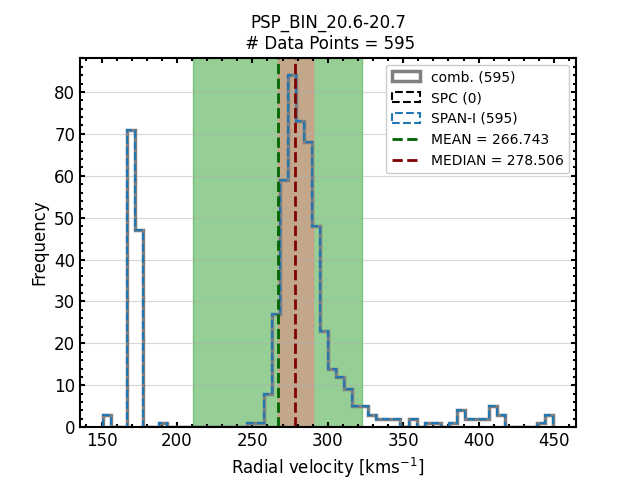 PSP_BIN_20.6-20.7
# Data Points = 595
comb. (595)
SPC (0)
SPAN-I (595)
MEAN = 266.743
MEDIAN = 278.506
Frequency
80
70
60
50
40
30
20
10
0
150 200 250 300 350 400 450
Radial velocity [kms⁻¹]